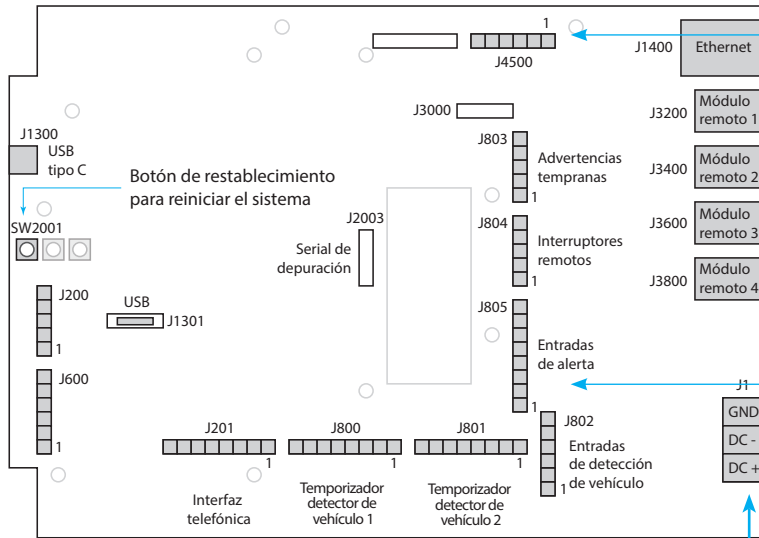 1
J4500
J1400
Ethernet
J3000
J3200
Módulo
remoto 1
J1300
USB
tipo C
J803
Advertencias
tempranas
1
J3400
Módulo
remoto 2
Botón de restablecimiento
para reiniciar el sistema
SW2001
J2003
Serial de
depuración
J804
Interruptores
remotos
1
J3600
Módulo
remoto 3
J3800
Módulo
remoto 4
J200
1
USB
J1301
J805
Entradas
de alerta
1
J600
1
J1
GND
DC -
DC +
J201
1
Interfaz
telefónica
J800
1
Temporizador
detector de
vehículo 1
J801
1
Temporizador
detector de
vehículo 2
J802
Entradas
de detección
de vehículo
1